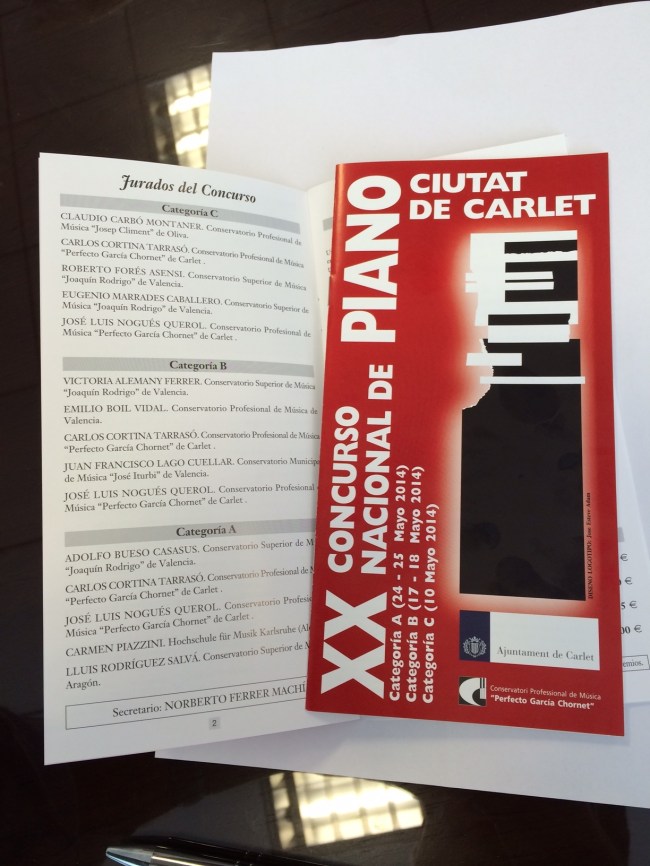 Jurados del Concurso
Categoría C
CLAUDIO CARBÓ MONTANER. Conservatorio Profesional de
Música “Josep Climent” de Oliva.
CARLOS CORTINA TARRASÓ. Conservatorio Profesional de Música
“Perfecto García Chornet” de Carlet .
ROBERTO FORÉS ASENSI. Conservatorio Superior de Música
“Joaquín Rodrigo” de Valencia.
EUGENIO MARRADES CABALLERO. Conservatorio Superior de
Música “Joaquín Rodrigo” de Valencia.
JOSÉ LUIS NOGUÉS QUEROL. Conservatorio Profesional de
Música “Perfecto García Chornet” de Carlet .
Categoría B
VICTORIA ALEMANY FERRER. Conservatorio Superior de Música
“Joaquín Rodrigo” de Valencia.
EMILIO BOIL VIDAL. Conservatorio Profesional de Música de
Valencia.
CARLOS CORTINA TARRASÓ. Conservatorio Profesional de Música
“Perfecto García Chornet” de Carlet .
JUAN FRANCISCO LAGO CUELLAR. Conservatorio
de Música “José Iturbi” de Valencia.
JOSÉ LUIS NOGUÉS QUEROL. Conservatorio Profesional
Música “Perfecto García Chornet” de Carlet .
Categoría A
ADOLFO BUESO CASASUS. Conservatorio Superior de
“Joaquín Rodrigo” de Valencia.
CARLOS CORTINA TARRASÓ. Conservatorio Profesional de
“Perfecto García Chornet” de Carlet .
JOSÉ LUIS NOGUÉS QUEROL. Conservatorio
Música “Perfecto García Chornet” de Carlet .
CARMEN PIAZZINI. Hochschule für Musik Karlsruhe
LLUIS RODRÍGUEZ SALVÁ. Conservatorio Superior de
Aragón.
Secretario: NORBERTO FERRER
2
XX CONCURSO
NACIONAL DE PIANO
CIUTAT
DE CARLET
Categoría A (24 - 25 Mayo 2014)
Categoría B (17 - 18 Mayo 2014)
Categoría C (10 Mayo 2014)
DISEÑO LOGOTIPO:
Ajuntament de Carlet
Conservatori Professional de Música
“Perfecto García Chornet”
€
€
€
€